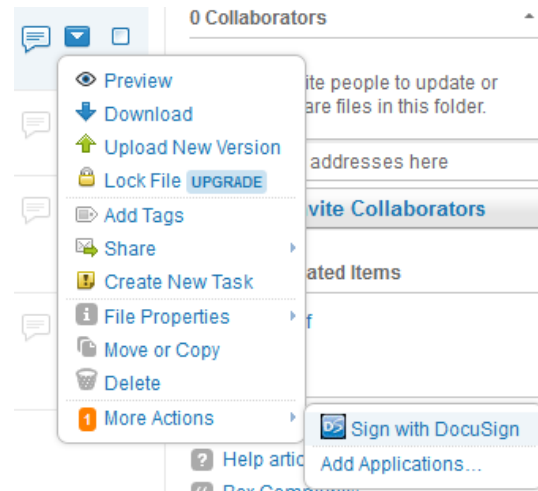 0 Collaborators
Preview
ite people to update or
Download
are files in this folder.
Upload New Version
addresses here
Lock File UPGRADE
Add Tags
vite Collaborators
Share
Create New Task
ated Items
File Properties
f
Move or Copy
Delete
1 More Actions
DS Sign with DocuSign
? Help artic
Add Applications...